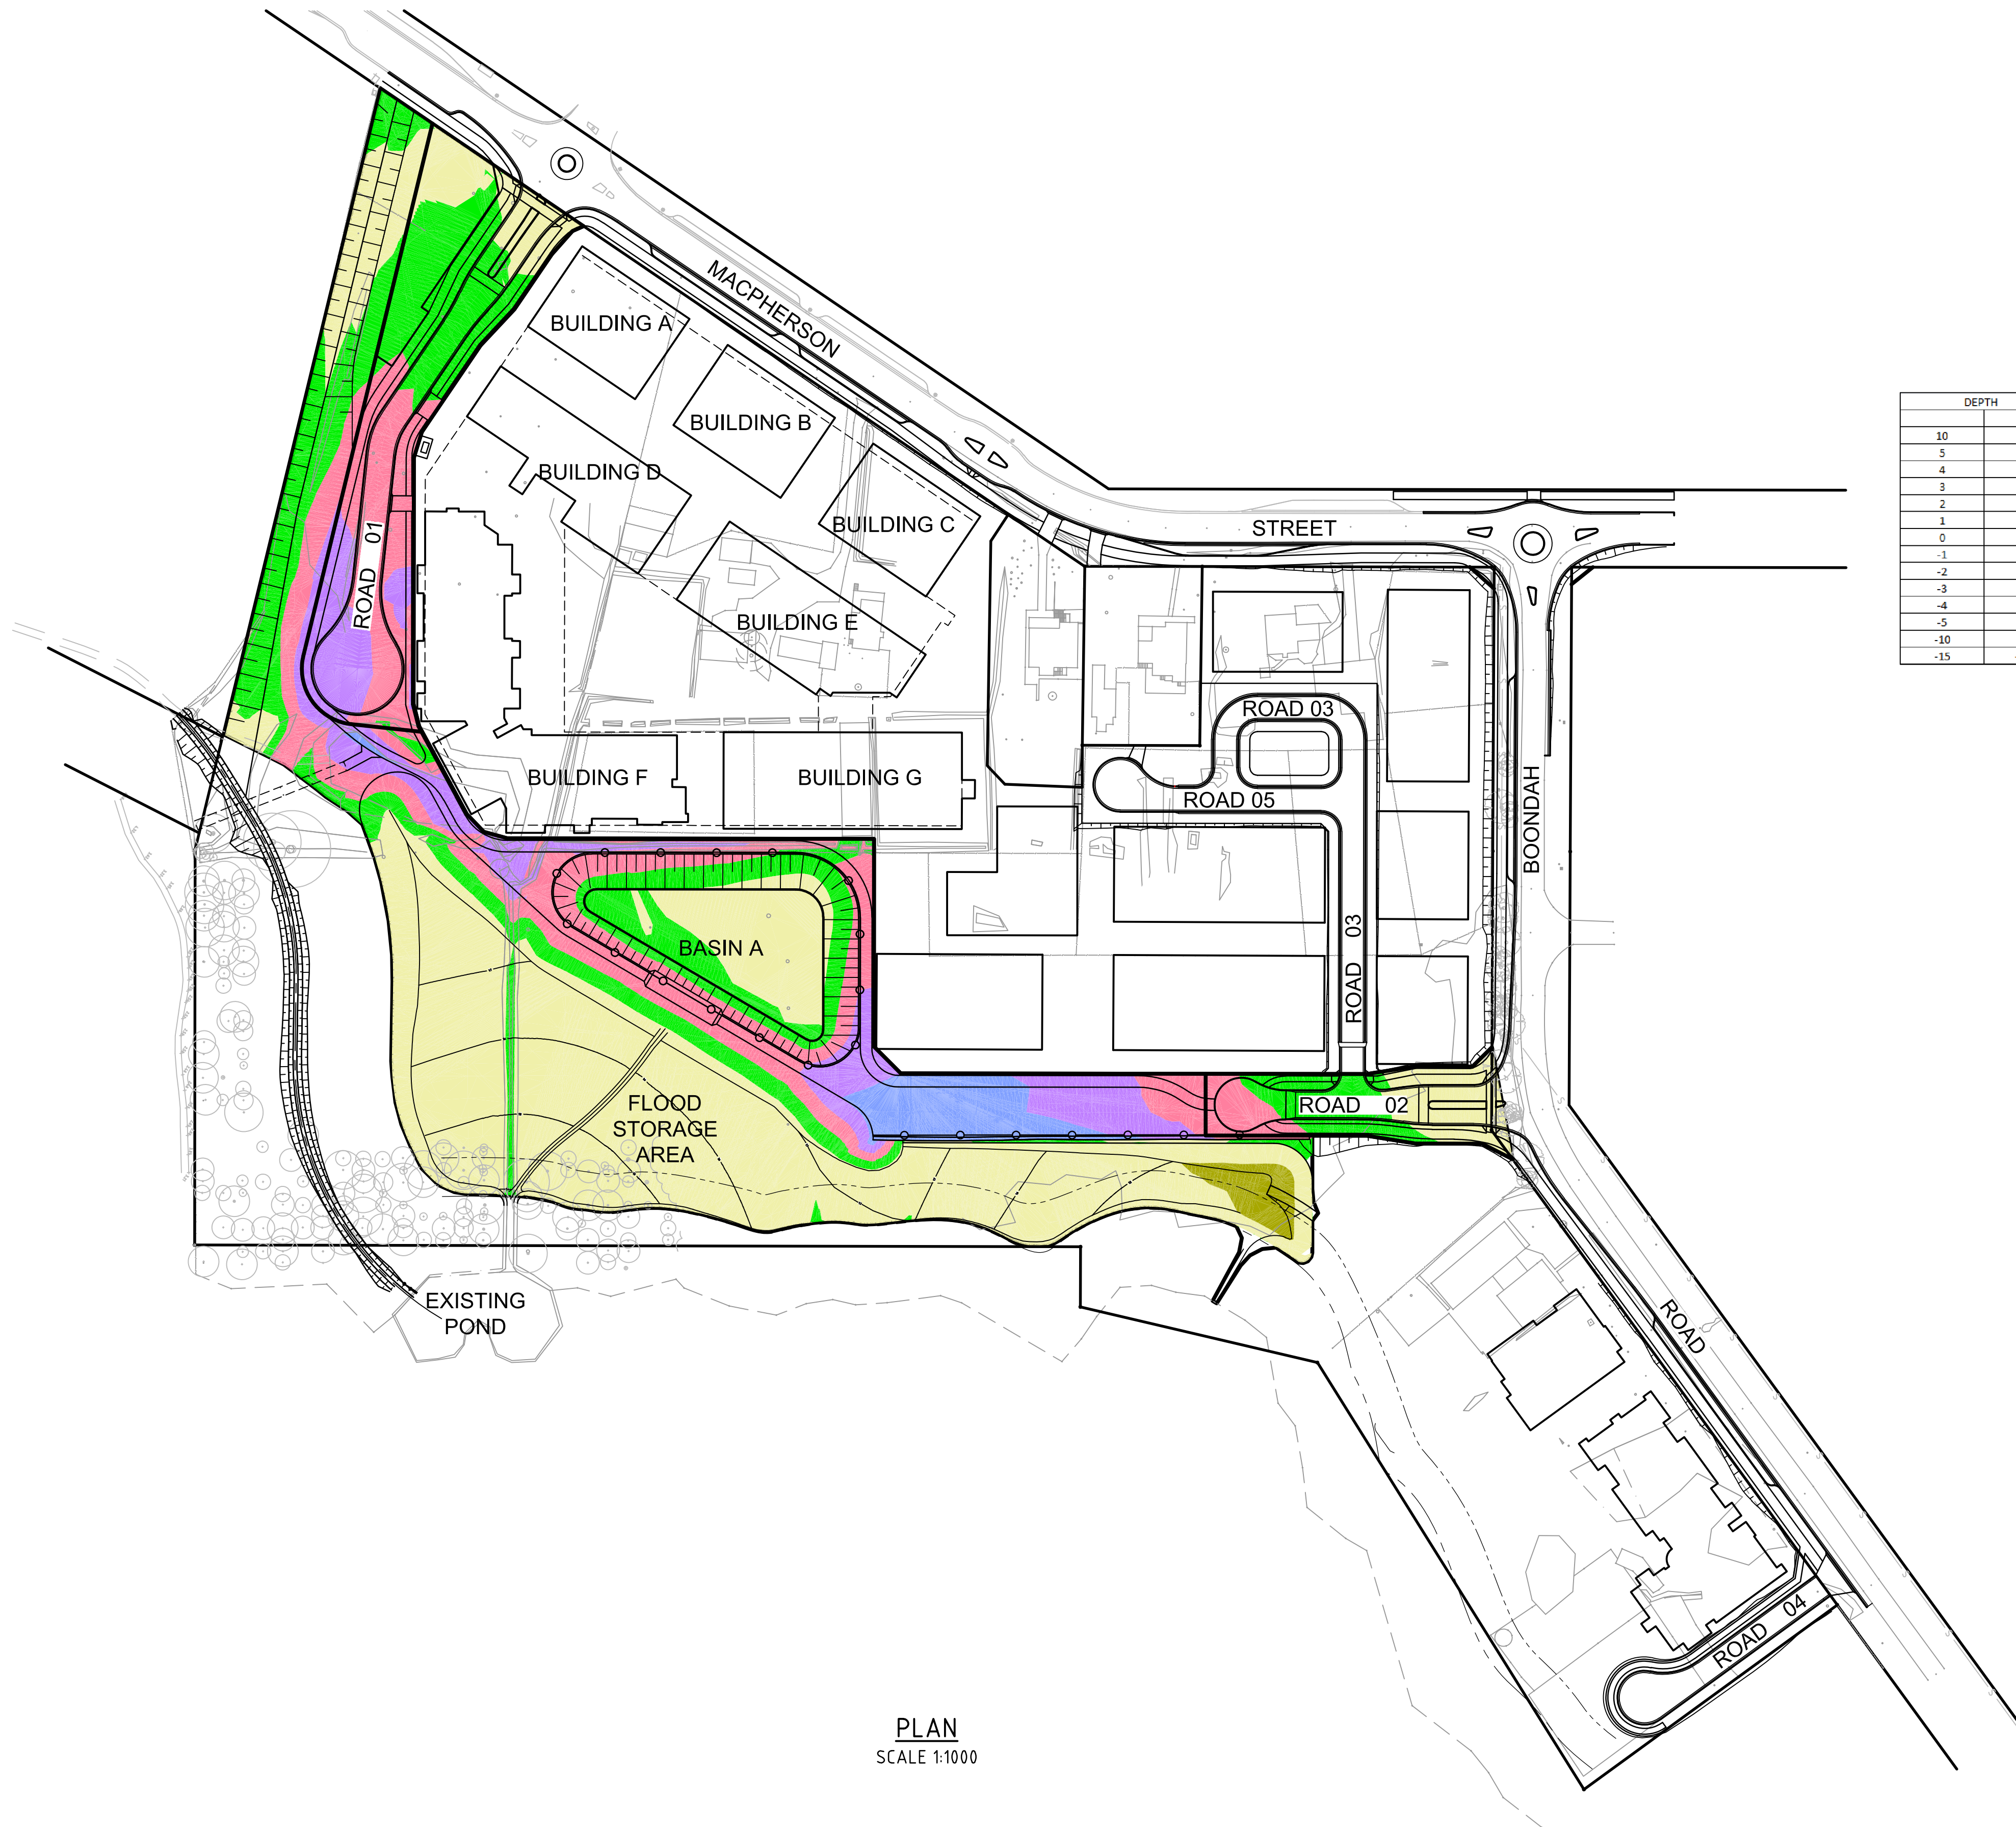 MACPHERSON
BUILDING A
BUILDING B
BUILDING D
BUILDING C
STREET
ROAD 01
BUILDING E
ROAD 03
BUILDING F
BUILDING G
ROAD 05
BOONDAH
BASIN A
ROAD 03
FLOOD
STORAGE
AREA
ROAD 02
EXISTING
POND
ROAD
ROAD 04
PLAN
SCALE 1:1000
DEPTH
10
5
4
3
2
1
0
-1
-2
-3
-4
-5
-10
-15